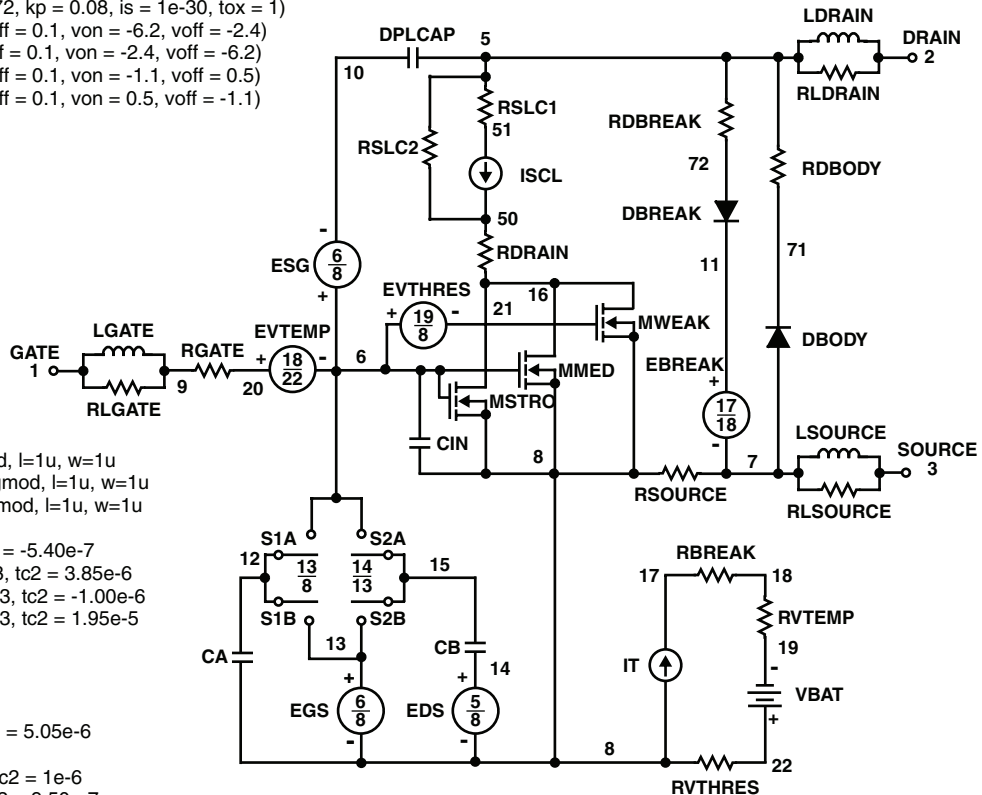 72, kp = 0.08, is = 1e-30, tox = 1)
ff = 0.1, von = -6.2, voff = -2.4)
f = 0.1, von = -2.4, voff = -6.2)
ff = 0.1, von = -1.1, voff = 0.5)
ff = 0.1, von = 0.5, voff = -1.1)
DPLCAP
5
10
LDRAIN
DRAIN
2
RLDRAIN
RSLC1
51
RSLC2
ISCL
50
RDRAIN
RDBREAK
72
RDBODY
DBREAK
11
71
ESG
6
8
-
+
EVTHRES
+
19
8
-
16
21
MWEAK
EBREAK
+
17
18
-
DBODY
LGATE
GATE
1
RLGATE
9
RGATE
20
EVTEMP
+
18
22
-
6
MMED
MSTRO
CIN
8
RSOURCE
7
LSOURCE
SOURCE
3
RLSOURCE
d, l=1u, w=1u
gmod, l=1u, w=1u
mod, l=1u, w=1u
= -5.40e-7
3, tc2 = 3.85e-6
3, tc2 = -1.00e-6
3, tc2 = 1.95e-5
= 5.05e-6
c2 = 1e-6
S1A
S2A
12
13
8
14
13
15
S1B
S2B
13
CA
CB
14
+
EGS
6
8
-
+
EDS
5
8
-
8
RBREAK
17
18
RVTEMP
19
IT
-
VBAT
+
22
RVTHRES